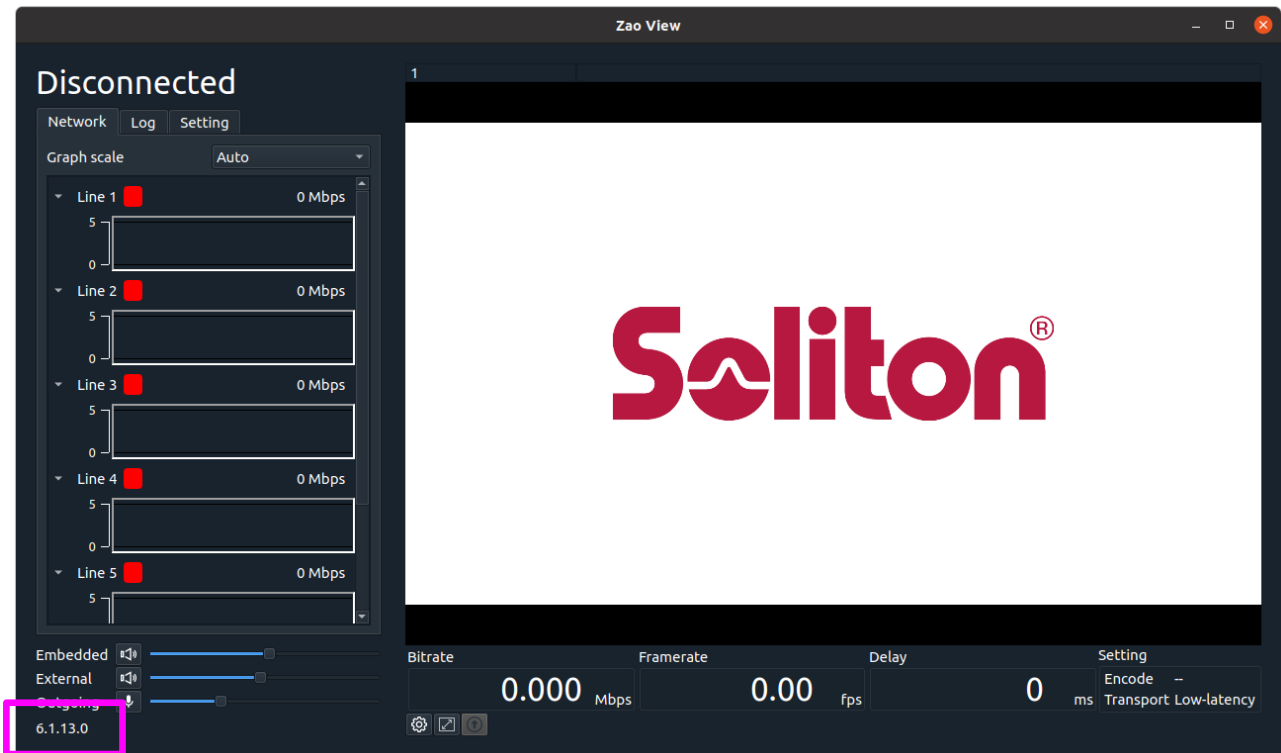 Zao View
Disconnected
Network Log Setting
Graph scale Auto
Line 1 0 Mbps
5
0
Line 2 0 Mbps
5
0
Line 3 0 Mbps
5
0
Line 4 0 Mbps
5
0
Line 5 0 Mbps
5
Embedded
External
Outgoing
6.1.13.0
1
Soliton®
Bitrate Framerate Delay Setting
0.000 Mbps 0.00 fps 0 ms
Encode --
Transport Low-latency